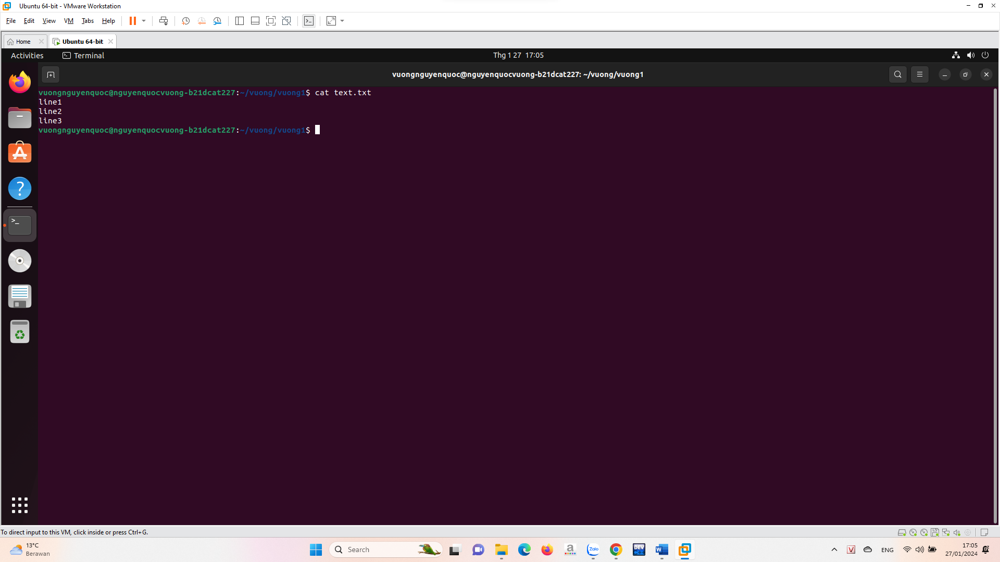 Ubuntu 64-bit - VMware Workstation
File Edit View VM Tabs Help
Home Ubuntu 64-bit
Activities Terminal Thg 1 27 17:05
vuongnguyenquoc@nguyenquocvuong-b21dcat227: ~/vuong/vuong1
vuongnguyenquoc@nguyenquocvuong-b21dcat227:~/vuong/vuong1$ cat text.txt
line1
line2
line3
vuongnguyenquoc@nguyenquocvuong-b21dcat227:~/vuong/vuong1$
To direct input to this VM, click inside or press Ctrl+G.
13°C
Berawan
Search
Zalo
DEV
ENG
17:05
27/01/2024